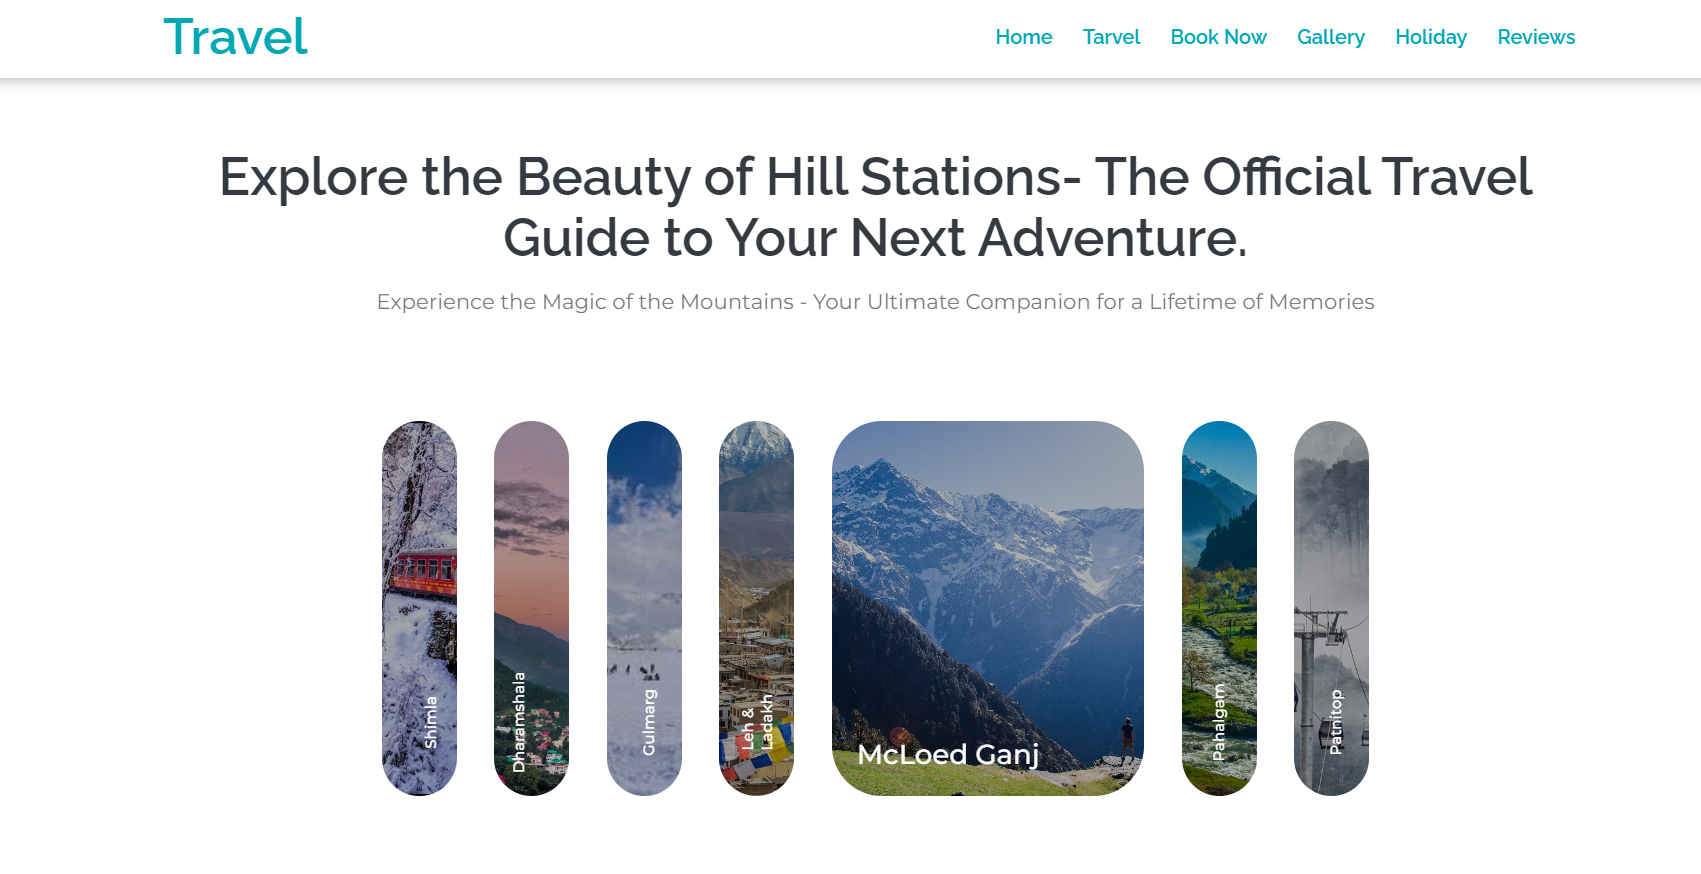 Travel
Home Tarvel Book Now Gallery Holiday Reviews
Explore the Beauty of Hill Stations- The Official Travel
Guide to Your Next Adventure.
Experience the Magic of the Mountains - Your Ultimate Companion for a Lifetime of Memories
Shimla
Dharamshala
Gulmarg
Leh &
Ladakh
McLoed Ganj
Pahalgam
Patnitop